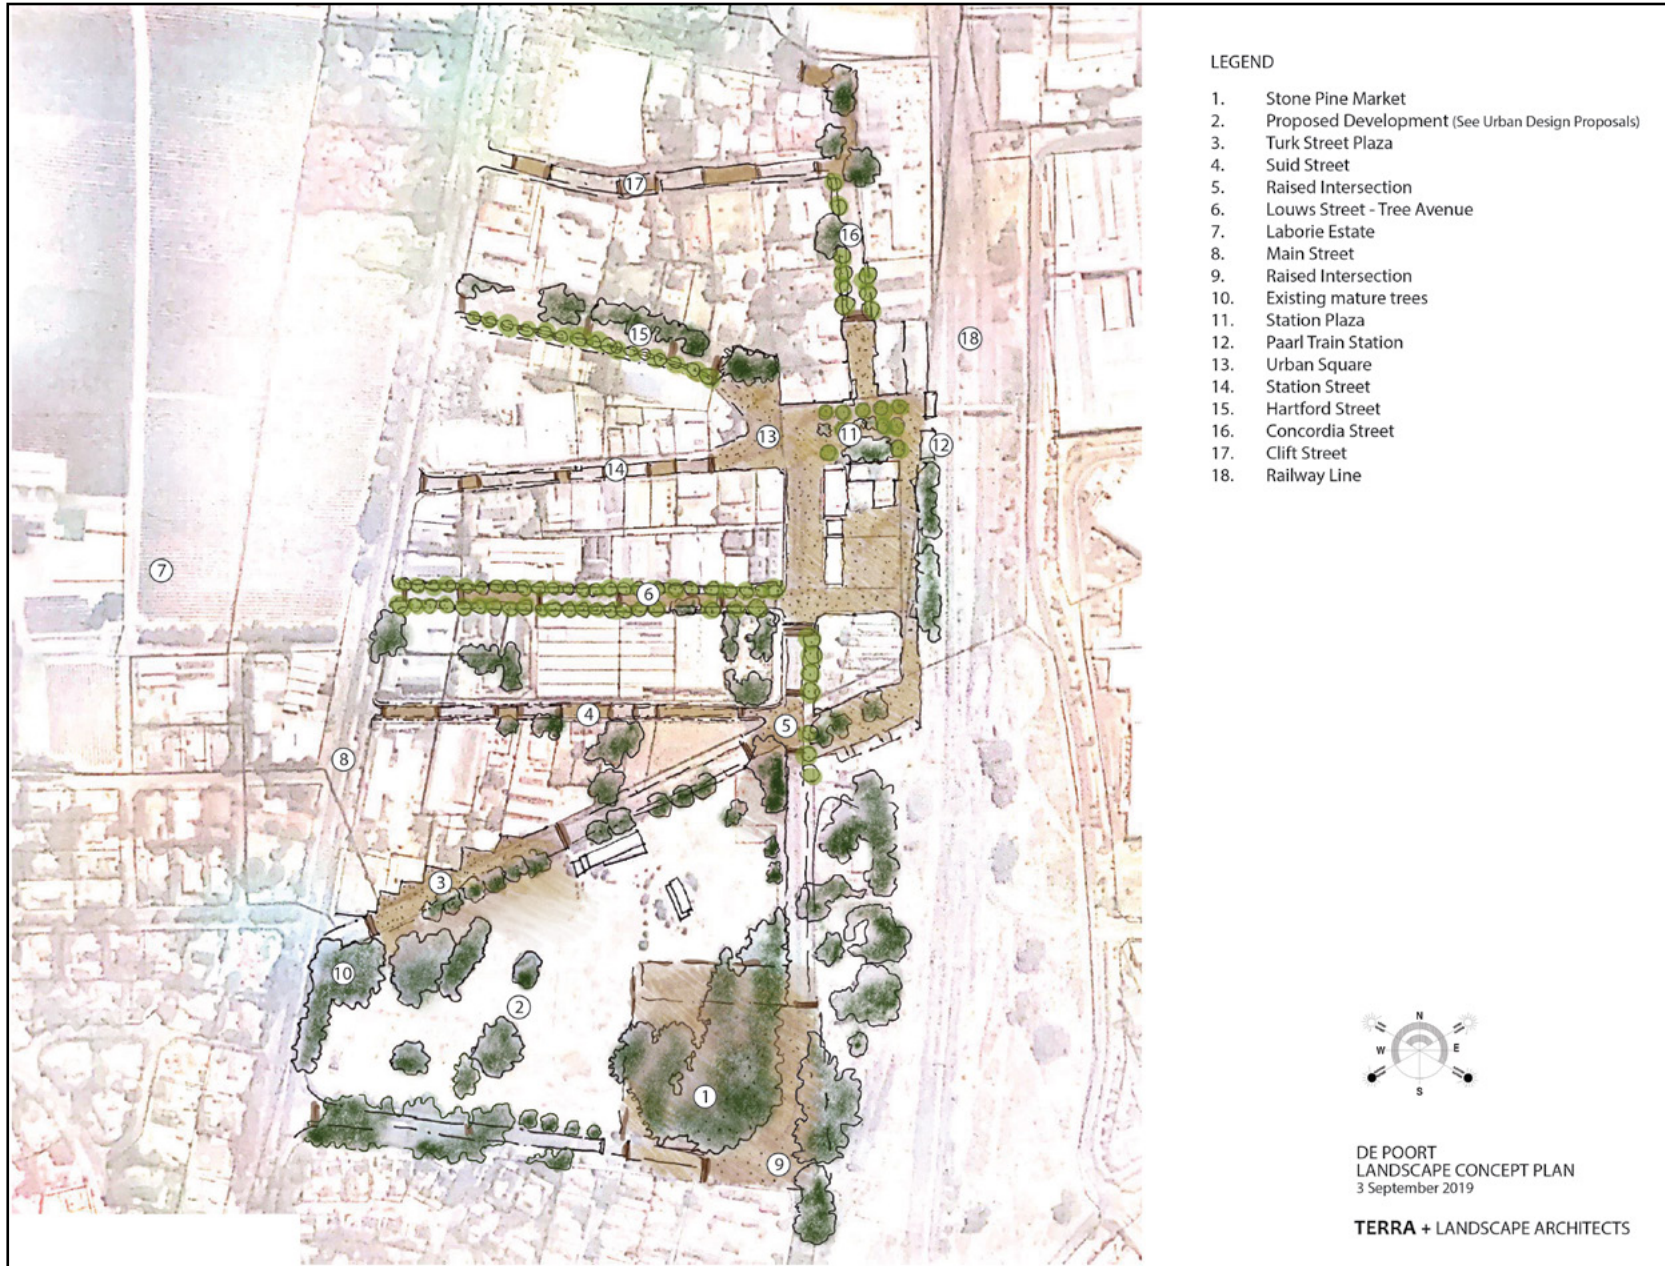 LEGEND
1. Stone Pine Market
2. Proposed Development (See Urban Design Proposals)
3. Turk Street Plaza
4. Suid Street
5. Raised Intersection
6. Louws Street - Tree Avenue
7. Laborie Estate
8. Main Street
9. Raised Intersection
10. Existing mature trees
11. Station Plaza
12. Paarl Train Station
13. Urban Square
14. Station Street
15. Hartford Street
16. Concordia Street
17. Clift Street
18. Railway Line
17
16
15
18
13
11
12
14
7
6
4
5
8
3
10
2
1
9
N
W E
S
DE POORT
LANDSCAPE CONCEPT PLAN
3 September 2019
TERRA + LANDSCAPE ARCHITECTS